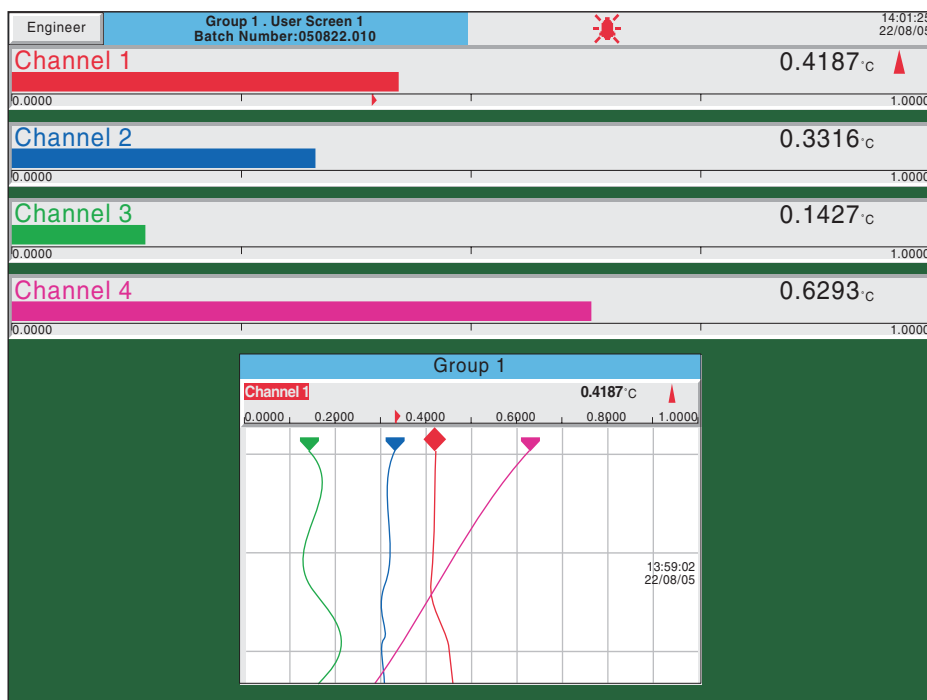 Engineer
Group 1 . User Screen 1
Batch Number:050822.010
14:01:25
22/08/05
Channel 1
0.4187°C
0.0000
1.0000
Channel 2
0.3316°C
0.0000
1.0000
Channel 3
0.1427°C
0.0000
1.0000
Channel 4
0.6293°C
0.0000
1.0000
Group 1
Channel 1
0.4187°C
0.0000 0.2000 0.4000 0.6000 0.8000 1.0000
13:59:02
22/08/05